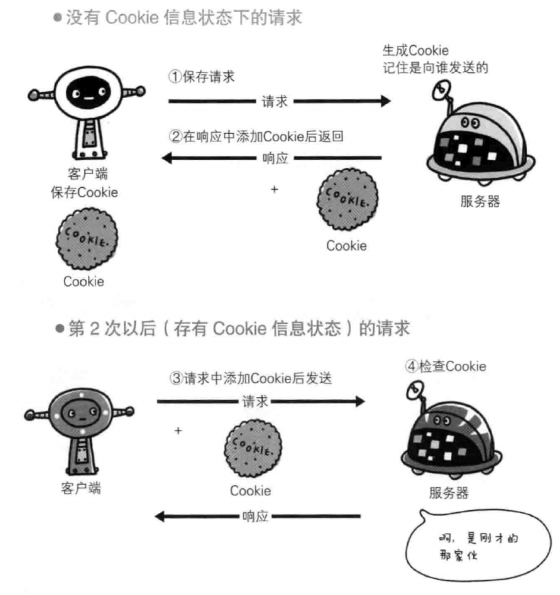 ●没有 Cookie 信息状态下的请求
生成Cookie
记住是向谁发送的
①保存请求
请求
②在响应中添加Cookie后返回
响应
+
客户端
保存Cookie
COOKIE.
Cookie
COOKIE.
Cookie
服务器
●第 2 次以后（存有 Cookie 信息状态）的请求
④检查Cookie
③请求中添加Cookie后发送
请求
+
COOKIE.
Cookie
客户端
服务器
响应
啊，是刚才的
那家伙